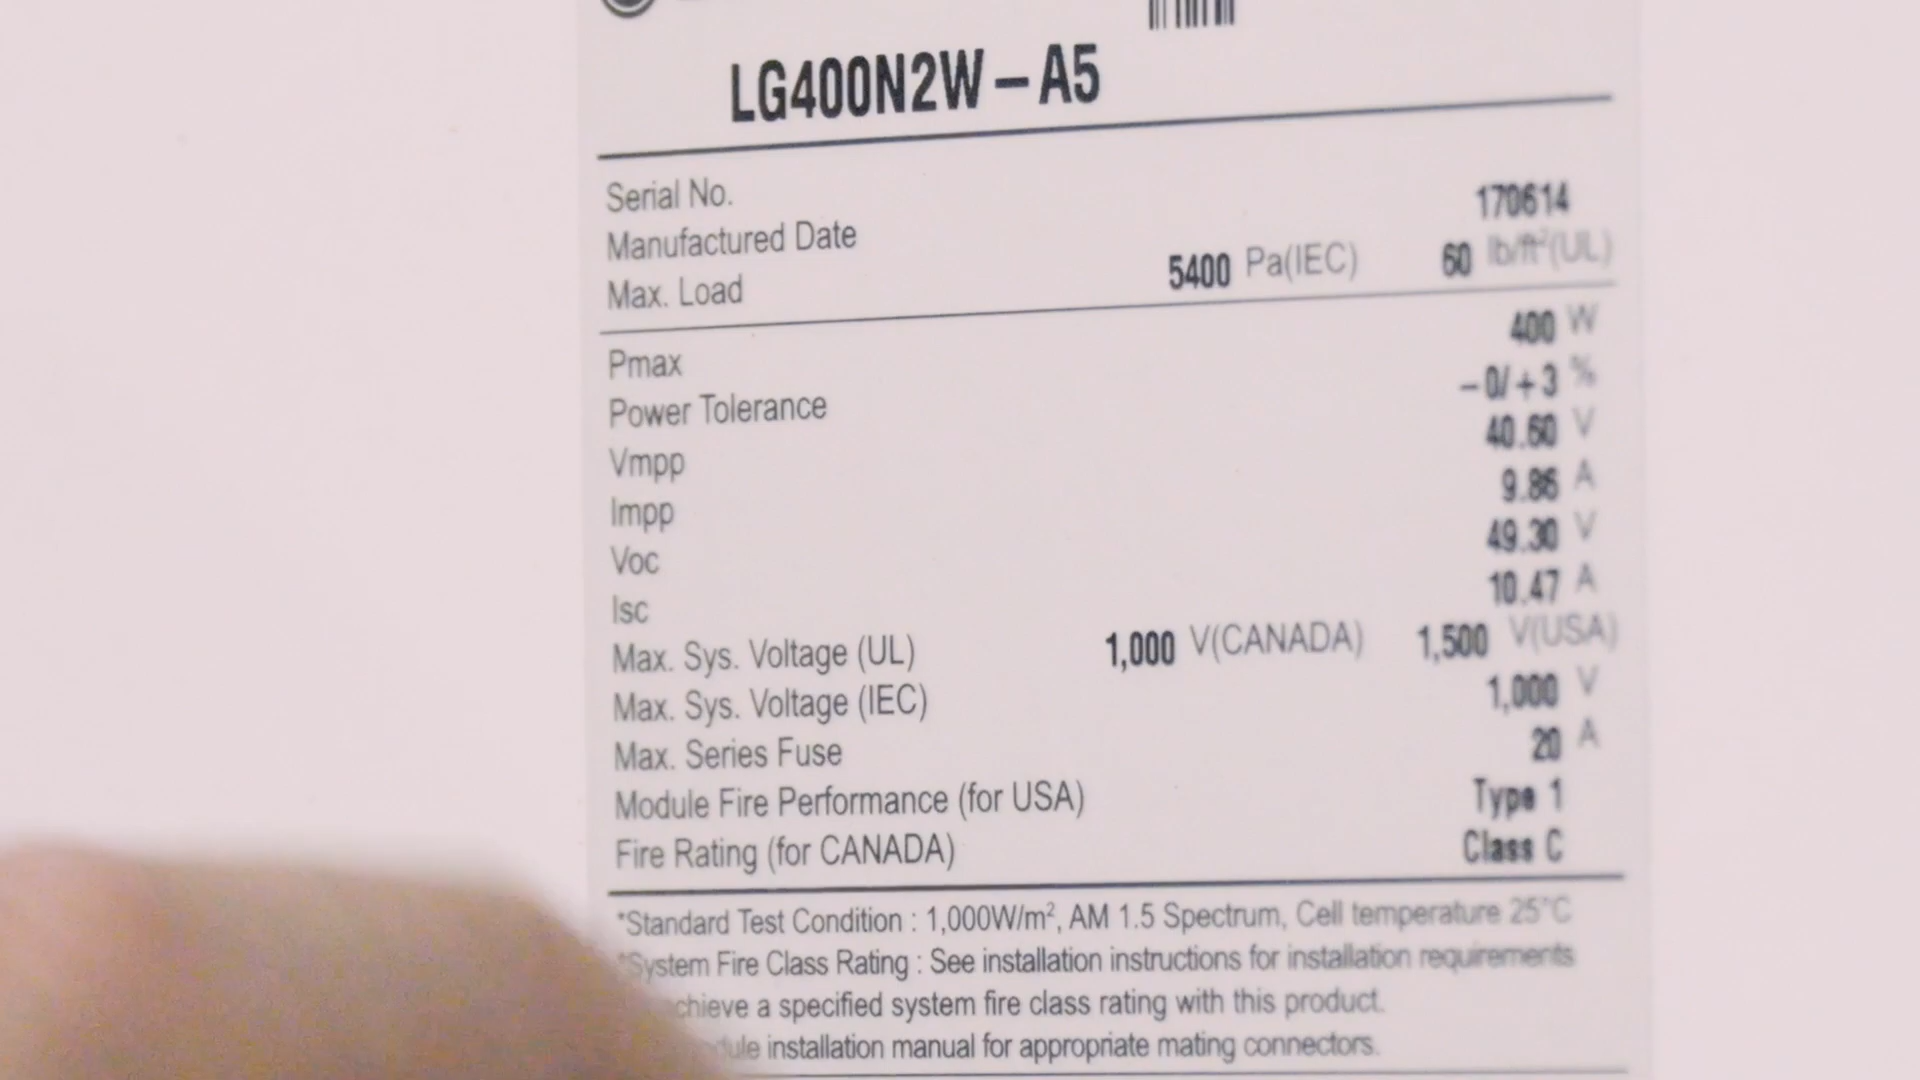 LG400N2W – A5
Serial No.
Manufactured Date 170614
Max. Load 5400 Pa(IEC) 60 lb/ft²(UL)
Pmax 400 W
Power Tolerance –0/+3 %
Vmpp 40.60 V
Impp 9.86 A
Voc 49.30 V
Isc 10.47 A
Max. Sys. Voltage (UL) 1,000 V(CANADA) 1,500 V(USA)
Max. Sys. Voltage (IEC) 1,000 V
Max. Series Fuse 20 A
Module Fire Performance (for USA) Type 1
Fire Rating (for CANADA) Class C
*Standard Test Condition : 1,000W/m², AM 1.5 Spectrum, Cell temperature 25°C
*System Fire Class Rating : See installation instructions for installation requirements
chieve a specified system fire class rating with this product.
dule installation manual for appropriate mating connectors.